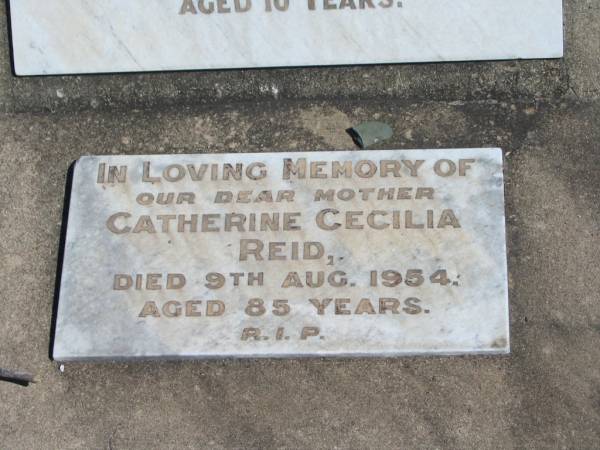 AGED 10 YEARS.
IN LOVING MEMORY OF
OUR DEAR MOTHER
CATHERINE CECILIA
REID,
DIED 9TH AUG. 1954.
AGED 85 YEARS.
R.I.P.